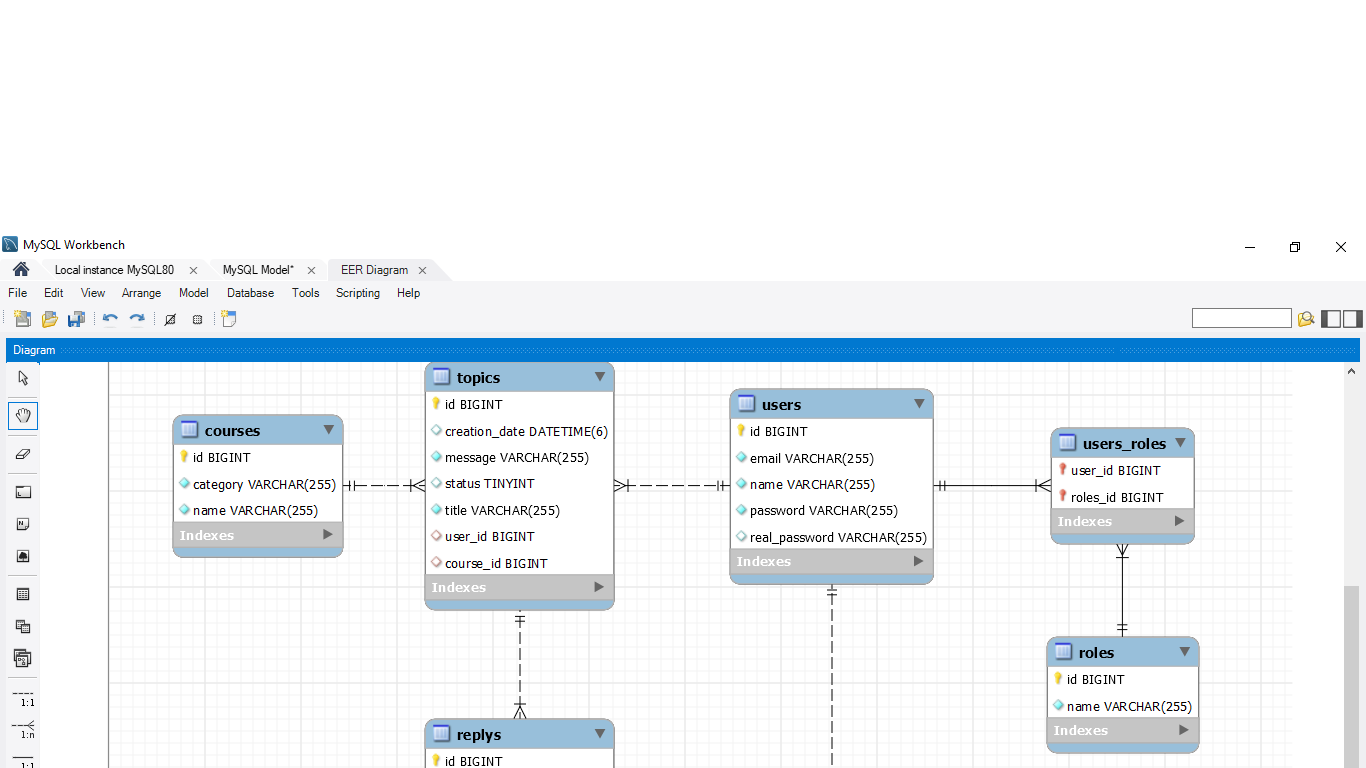 MySQL Workbench
Local instance MySQL80
MySQL Model*
EER Diagram
File Edit View Arrange Model Database Tools Scripting Help
Diagram
courses
id BIGINT
category VARCHAR(255)
name VARCHAR(255)
Indexes
topics
id BIGINT
creation_date DATETIME(6)
message VARCHAR(255)
status TINYINT
title VARCHAR(255)
user_id BIGINT
course_id BIGINT
Indexes
users
id BIGINT
email VARCHAR(255)
name VARCHAR(255)
password VARCHAR(255)
real_password VARCHAR(255)
Indexes
users_roles
user_id BIGINT
roles_id BIGINT
Indexes
roles
id BIGINT
name VARCHAR(255)
Indexes
replys
id BIGINT
1:1
1:n
1:1